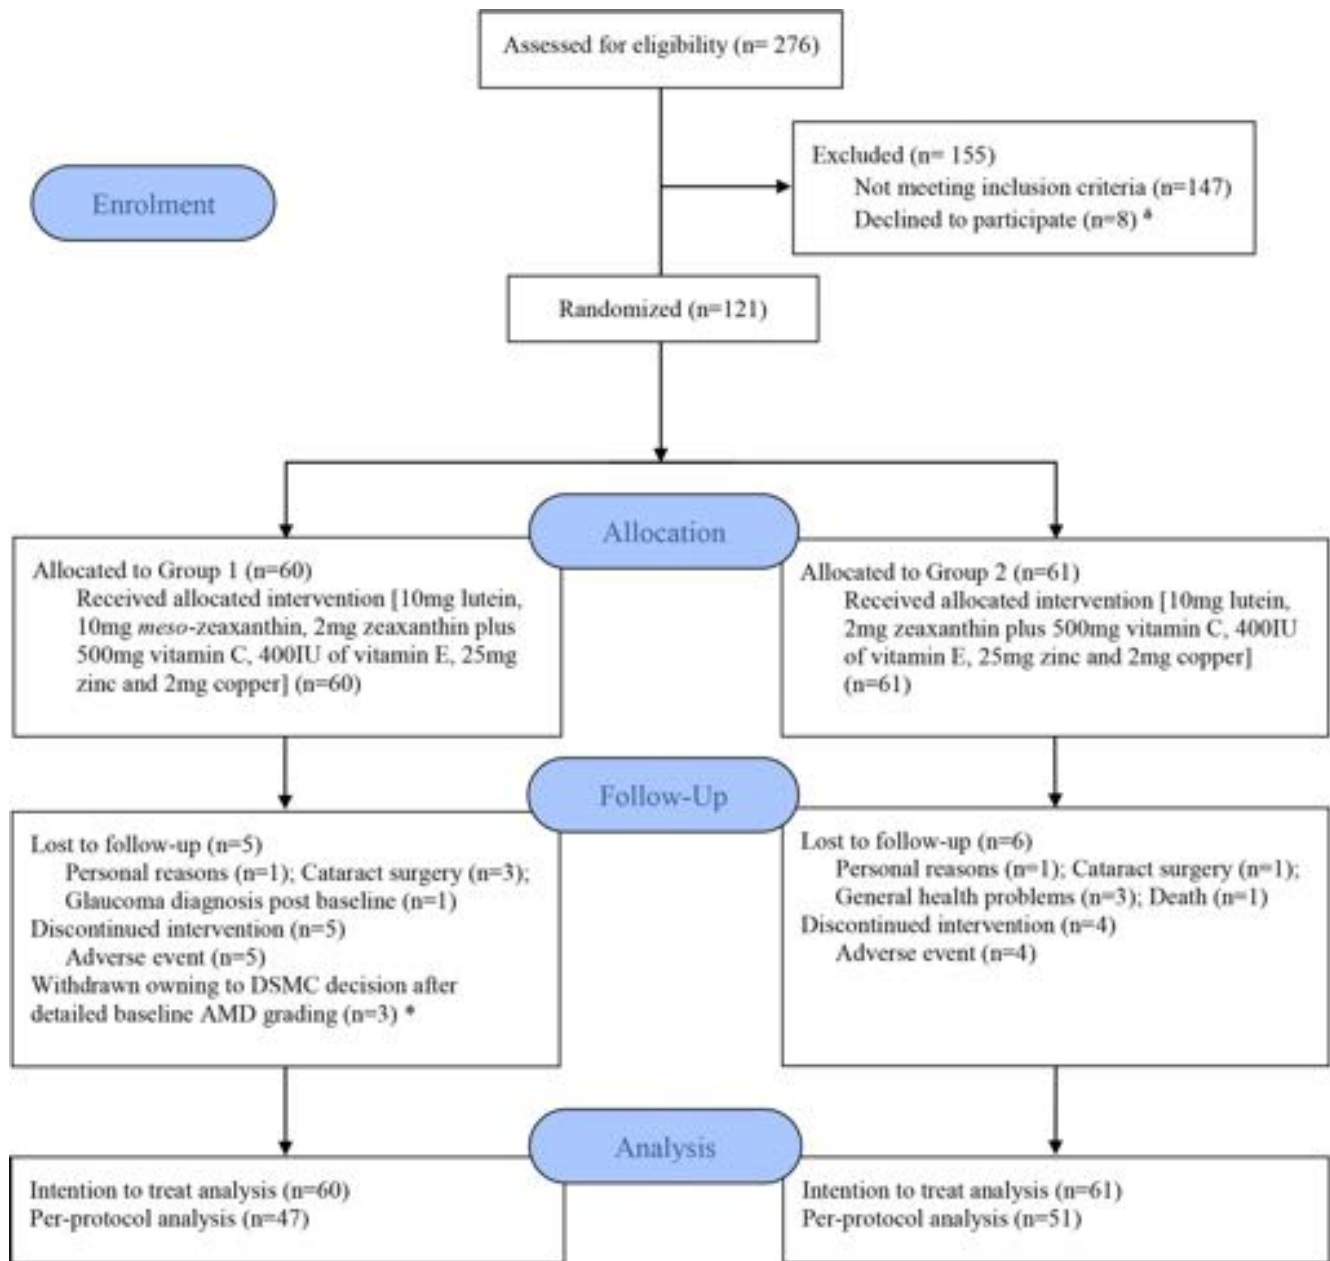 Assessed for eligibility (n= 276)
Enrolment
Excluded (n= 155)
Not meeting inclusion criteria (n=147)
Declined to participate (n=8) a
Randomized (n=121)
Allocation
Allocated to Group 1 (n=60)
Received allocated intervention [10mg lutein,
10mg meso-zeaxanthin, 2mg zeaxanthin plus
500mg vitamin C, 400IU of vitamin E, 25mg
zinc and 2mg copper] (n=60)
Allocated to Group 2 (n=61)
Received allocated intervention [10mg lutein,
2mg zeaxanthin plus 500mg vitamin C, 400IU
of vitamin E, 25mg zinc and 2mg copper]
(n=61)
Follow-Up
Lost to follow-up (n=5)
Personal reasons (n=1); Cataract surgery (n=3);
Glaucoma diagnosis post baseline (n=1)
Discontinued intervention (n=5)
Adverse event (n=5)
Withdrawn owning to DSMC decision after
detailed baseline AMD grading (n=3) *
Lost to follow-up (n=6)
Personal reasons (n=1); Cataract surgery (n=1);
General health problems (n=3); Death (n=1)
Discontinued intervention (n=4)
Adverse event (n=4)
Analysis
Intention to treat analysis (n=60)
Per-protocol analysis (n=47)
Intention to treat analysis (n=61)
Per-protocol analysis (n=51)